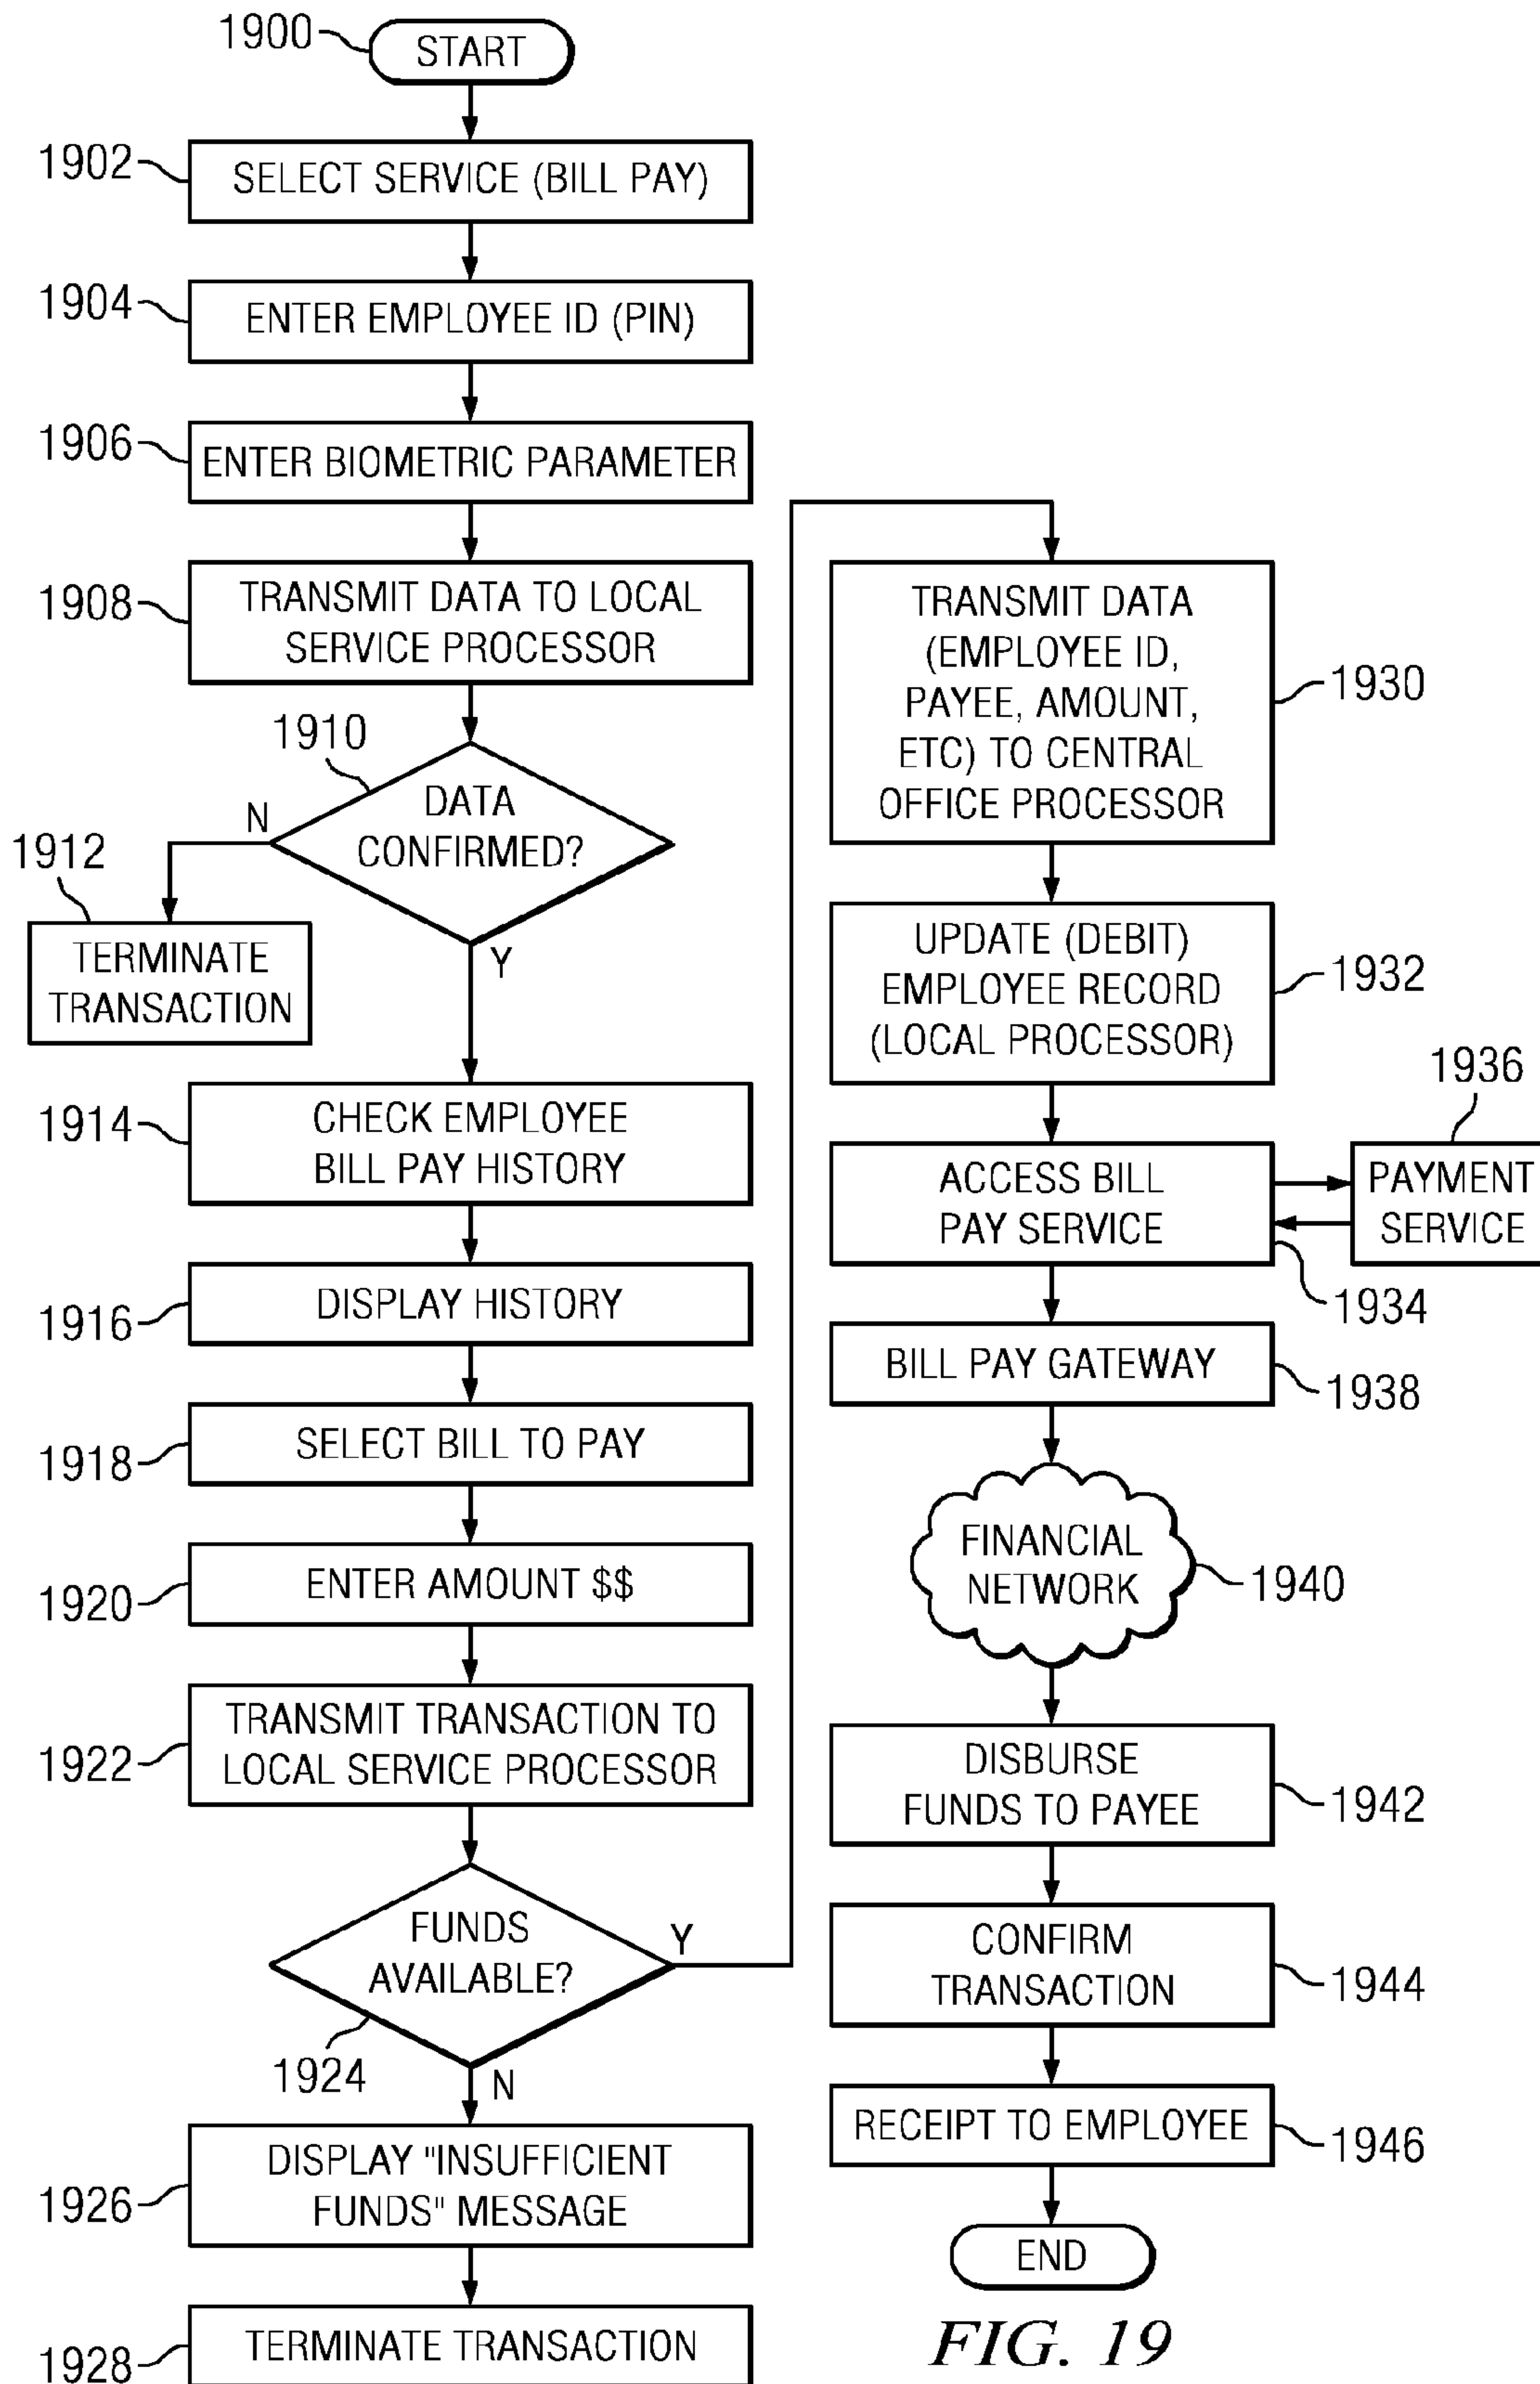 1900
START
1902
SELECT SERVICE (BILL PAY)
1904
ENTER EMPLOYEE ID (PIN)
1906
ENTER BIOMETRIC PARAMETER
1908
TRANSMIT DATA TO LOCAL
SERVICE PROCESSOR
1910
DATA
CONFIRMED?
N
Y
1912
TERMINATE
TRANSACTION
1914
CHECK EMPLOYEE
BILL PAY HISTORY
1916
DISPLAY HISTORY
1918
SELECT BILL TO PAY
1920
ENTER AMOUNT $$
1922
TRANSMIT TRANSACTION TO
LOCAL SERVICE PROCESSOR
FUNDS
AVAILABLE?
Y
1924
N
1926
DISPLAY "INSUFFICIENT
FUNDS" MESSAGE
1928
TERMINATE TRANSACTION
TRANSMIT DATA
(EMPLOYEE ID,
PAYEE, AMOUNT,
ETC) TO CENTRAL
OFFICE PROCESSOR
1930
UPDATE (DEBIT)
EMPLOYEE RECORD
(LOCAL PROCESSOR)
1932
ACCESS BILL
PAY SERVICE
1934
1936
PAYMENT
SERVICE
BILL PAY GATEWAY
1938
FINANCIAL
NETWORK
1940
DISBURSE
FUNDS TO PAYEE
1942
CONFIRM
TRANSACTION
1944
RECEIPT TO EMPLOYEE
1946
END
FIG. 19